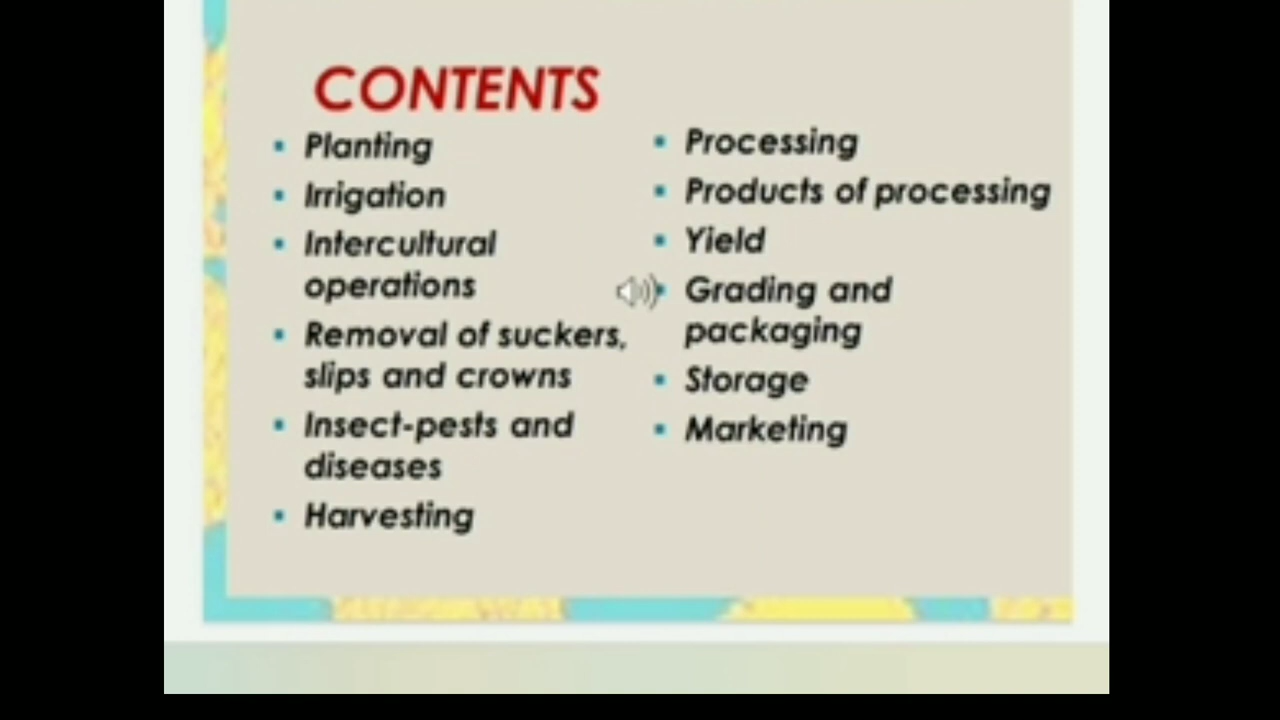 CONTENTS
Planting
Irrigation
Intercultural
operations
Removal of suckers,
slips and crowns
Insect-pests and
diseases
Harvesting
Processing
Products of processing
Yield
Grading and
packaging
Storage
Marketing